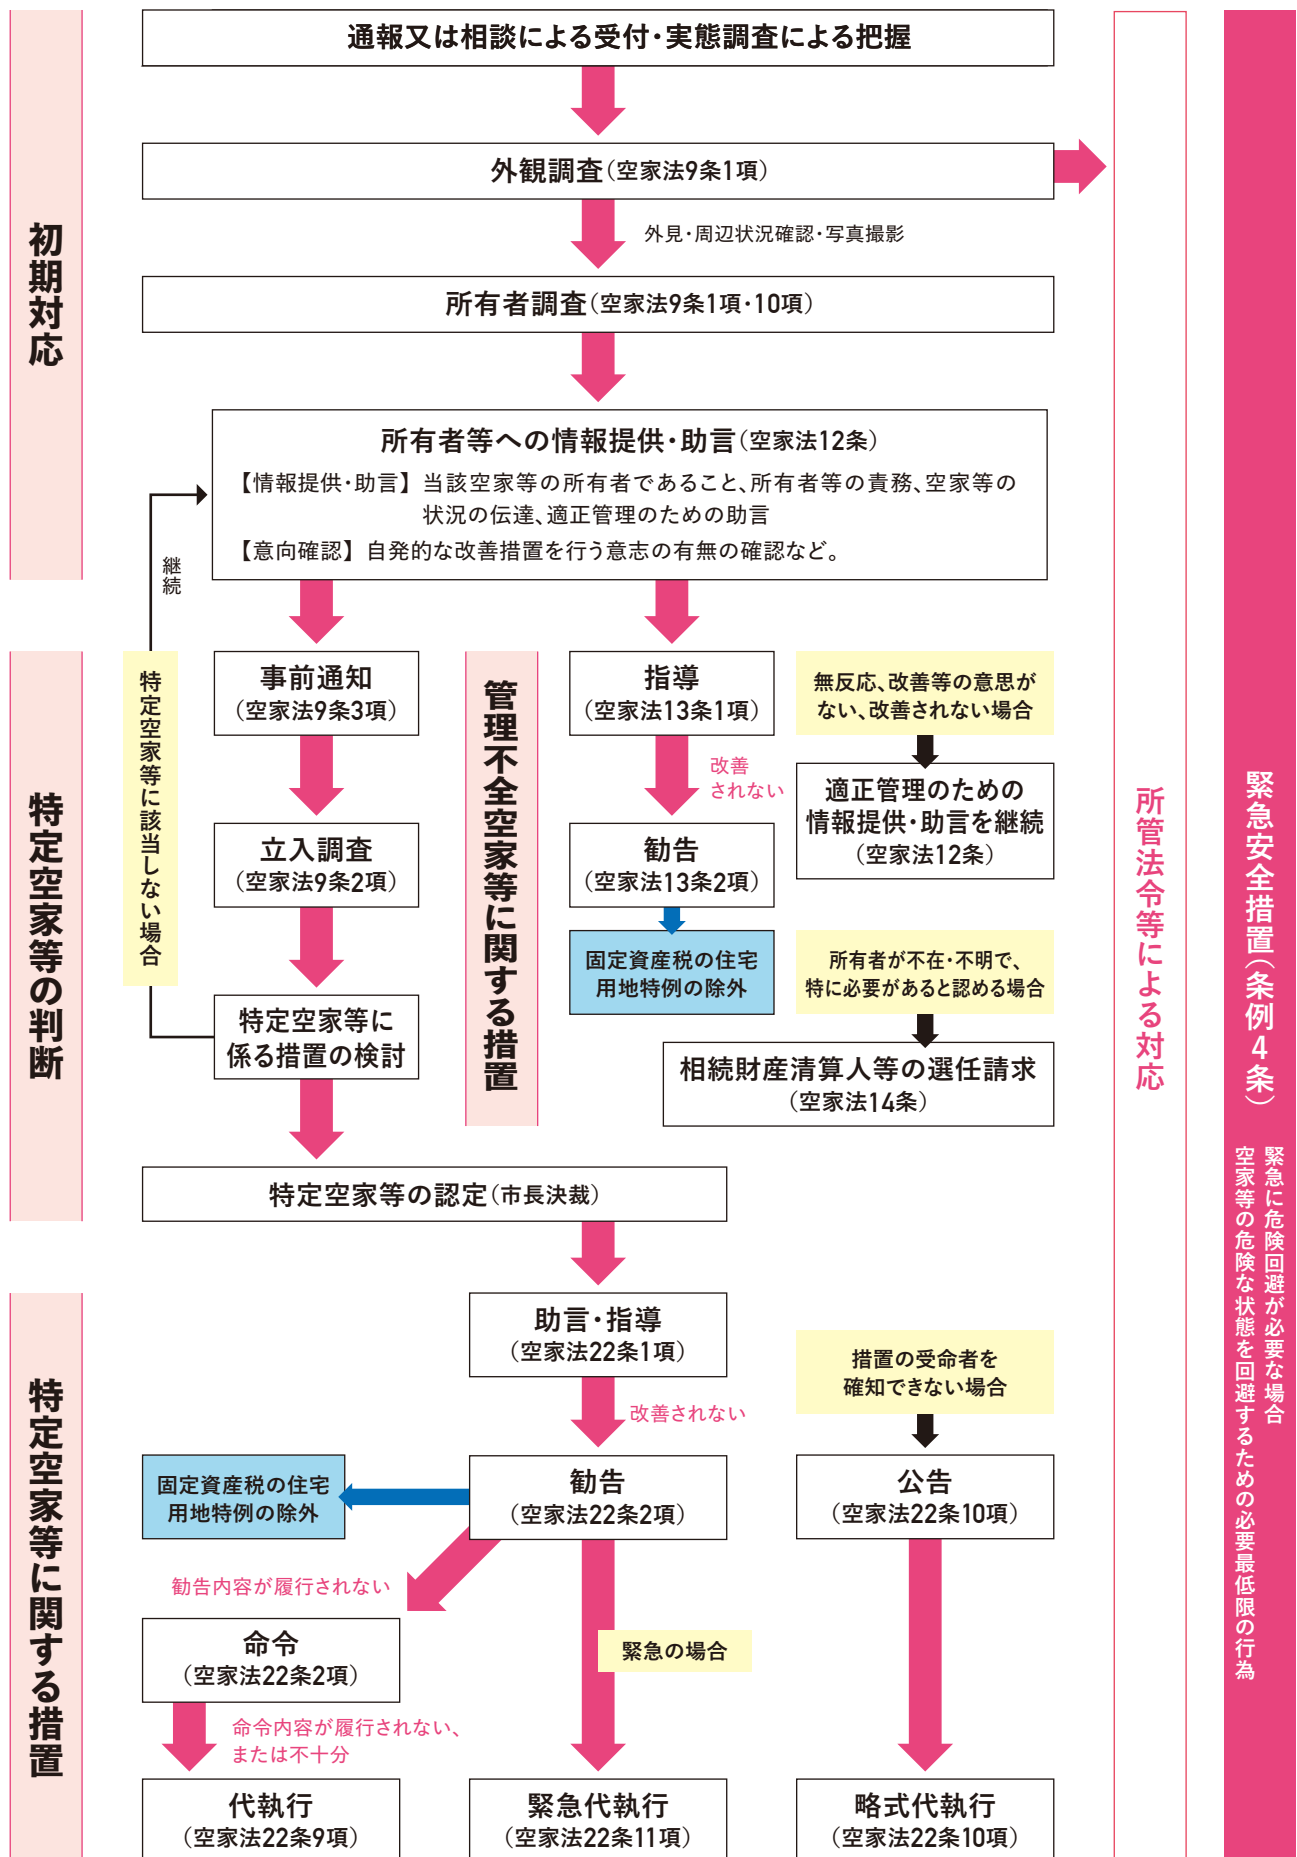 通報又は相談による受付・実態調査による把握
外観調査(空家法9条1項)
外見・周辺状況確認・写真撮影
所有者調査(空家法9条1項・10項)
初期対応
所有者等への情報提供・助言(空家法12条)
【情報提供・助言】当該空家等の所有者であること、所有者等の責務、空家等の
状況の伝達、適正管理のための助言
【意向確認】自発的な改善措置を行う意志の有無の確認など。
継続
特定空家等の判断
特定空家等に該当しない場合
事前通知
(空家法9条3項)
立入調査
(空家法9条2項)
特定空家等に
係る措置の検討
管理不全空家等に関する措置
指導
(空家法13条1項)
改善
されない
勧告
(空家法13条2項)
固定資産税の住宅
用地特例の除外
無反応、改善等の意思が
ない、改善されない場合
適正管理のための
情報提供・助言を継続
(空家法12条)
所有者が不在・不明で、
特に必要があると認める場合
相続財産清算人等の選任請求
(空家法14条)
特定空家等の認定(市長決裁)
特定空家等に関する措置
助言・指導
(空家法22条1項)
改善されない
勧告
(空家法22条2項)
固定資産税の住宅
用地特例の除外
勧告内容が履行されない
命令
(空家法22条2項)
命令内容が履行されない、
または不十分
代執行
(空家法22条9項)
緊急の場合
緊急代執行
(空家法22条11項)
措置の受命者を
確知できない場合
公告
(空家法22条10項)
略式代執行
(空家法22条10項)
所管法令等による対応
緊急安全措置(条例4条)
緊急に危険回避が必要な場合
空家等の危険な状態を回避するための必要最低限の行為